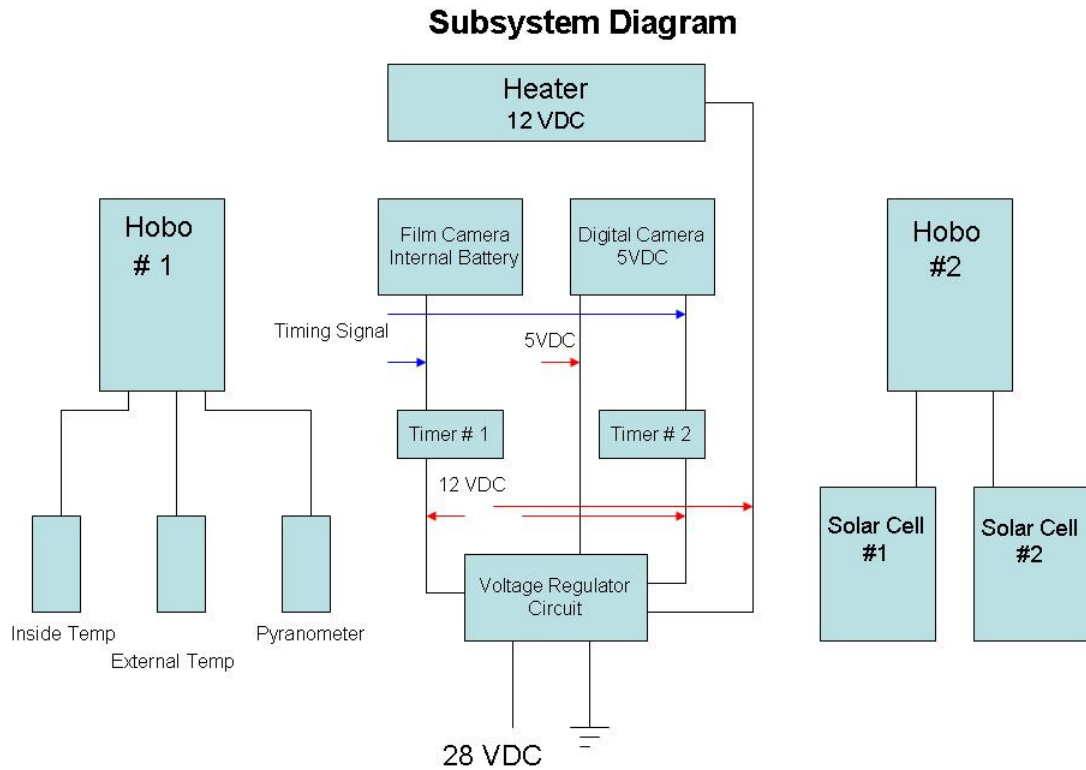 Subsystem Diagram
Heater
12 VDC
Hobo
# 1
Film Camera
Internal Battery
Digital Camera
5VDC
Hobo
#2
Timing Signal
5VDC
Timer # 1
Timer # 2
12 VDC
Solar Cell
#1
Solar Cell
#2
Voltage Regulator
Circuit
Inside Temp
External Temp
Pyranometer
28 VDC